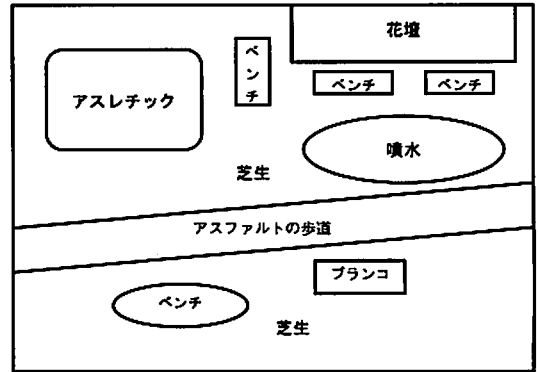 花壇
ベンチ
アスレチック
ベンチ
ベンチ
噴水
芝生
アスファルトの歩道
ブランコ
ベンチ
芝生